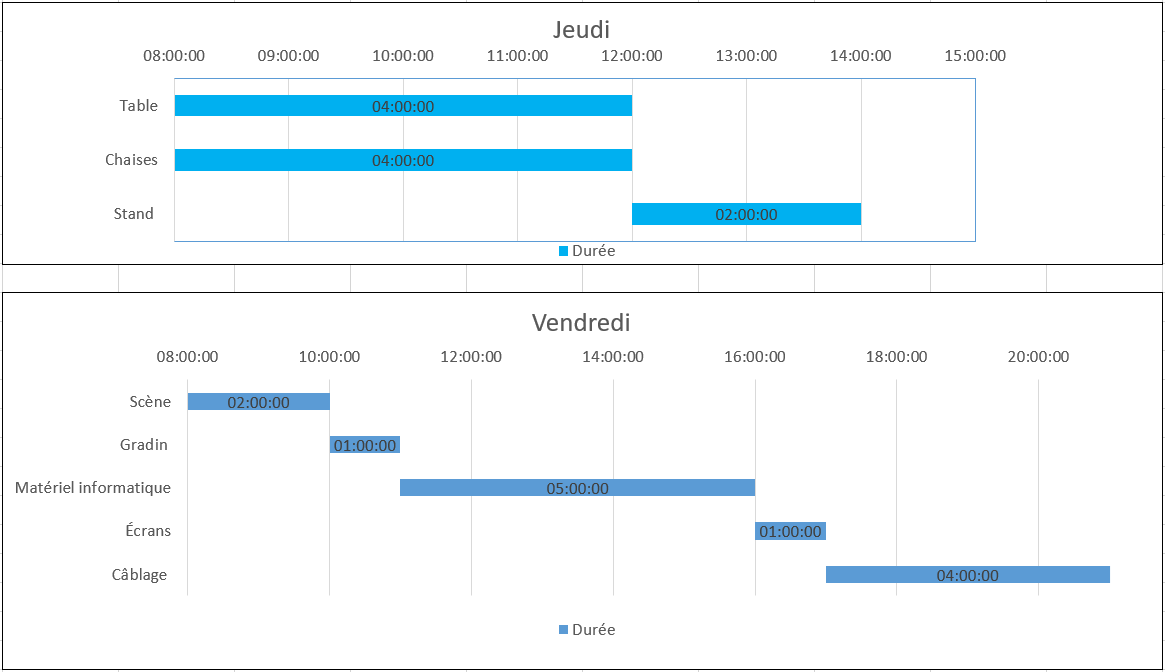 Jeudi
08:00:00 09:00:00 10:00:00 11:00:00 12:00:00 13:00:00 14:00:00 15:00:00
Table 04:00:00
Chaises 04:00:00
Stand 02:00:00
Durée
Vendredi
08:00:00 10:00:00 12:00:00 14:00:00 16:00:00 18:00:00 20:00:00
Scène 02:00:00
Gradin 01:00:00
Matériel informatique 05:00:00
Écrans 01:00:00
Câblage 04:00:00
Durée